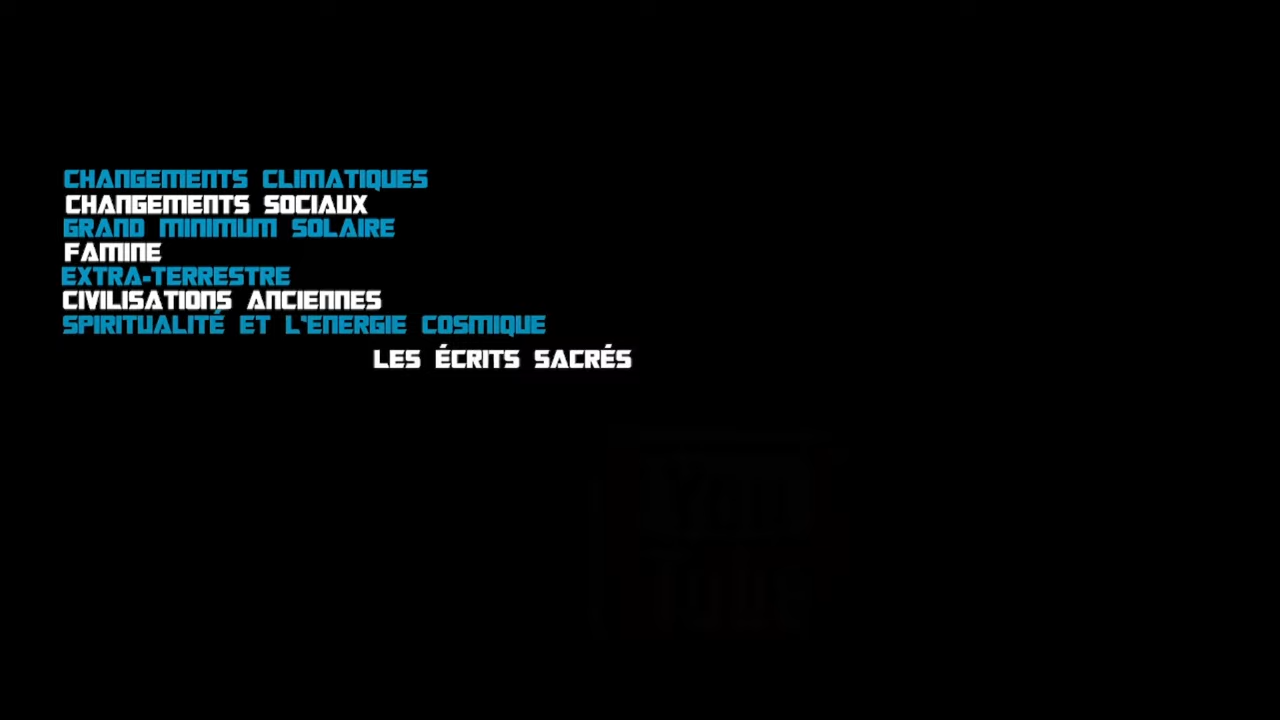 CHANGEMENTS CLIMATIQUES
CHANGEMENTS SOCIAUX
GRAND MINIMUM SOLAIRE
FAMINE
EXTRA-TERRESTRE
CIVILISATIONS ANCIENNES
SPIRITUALITÉ ET L'ENERGIE COSMIQUE
LES ÉCRITS SACRÉS